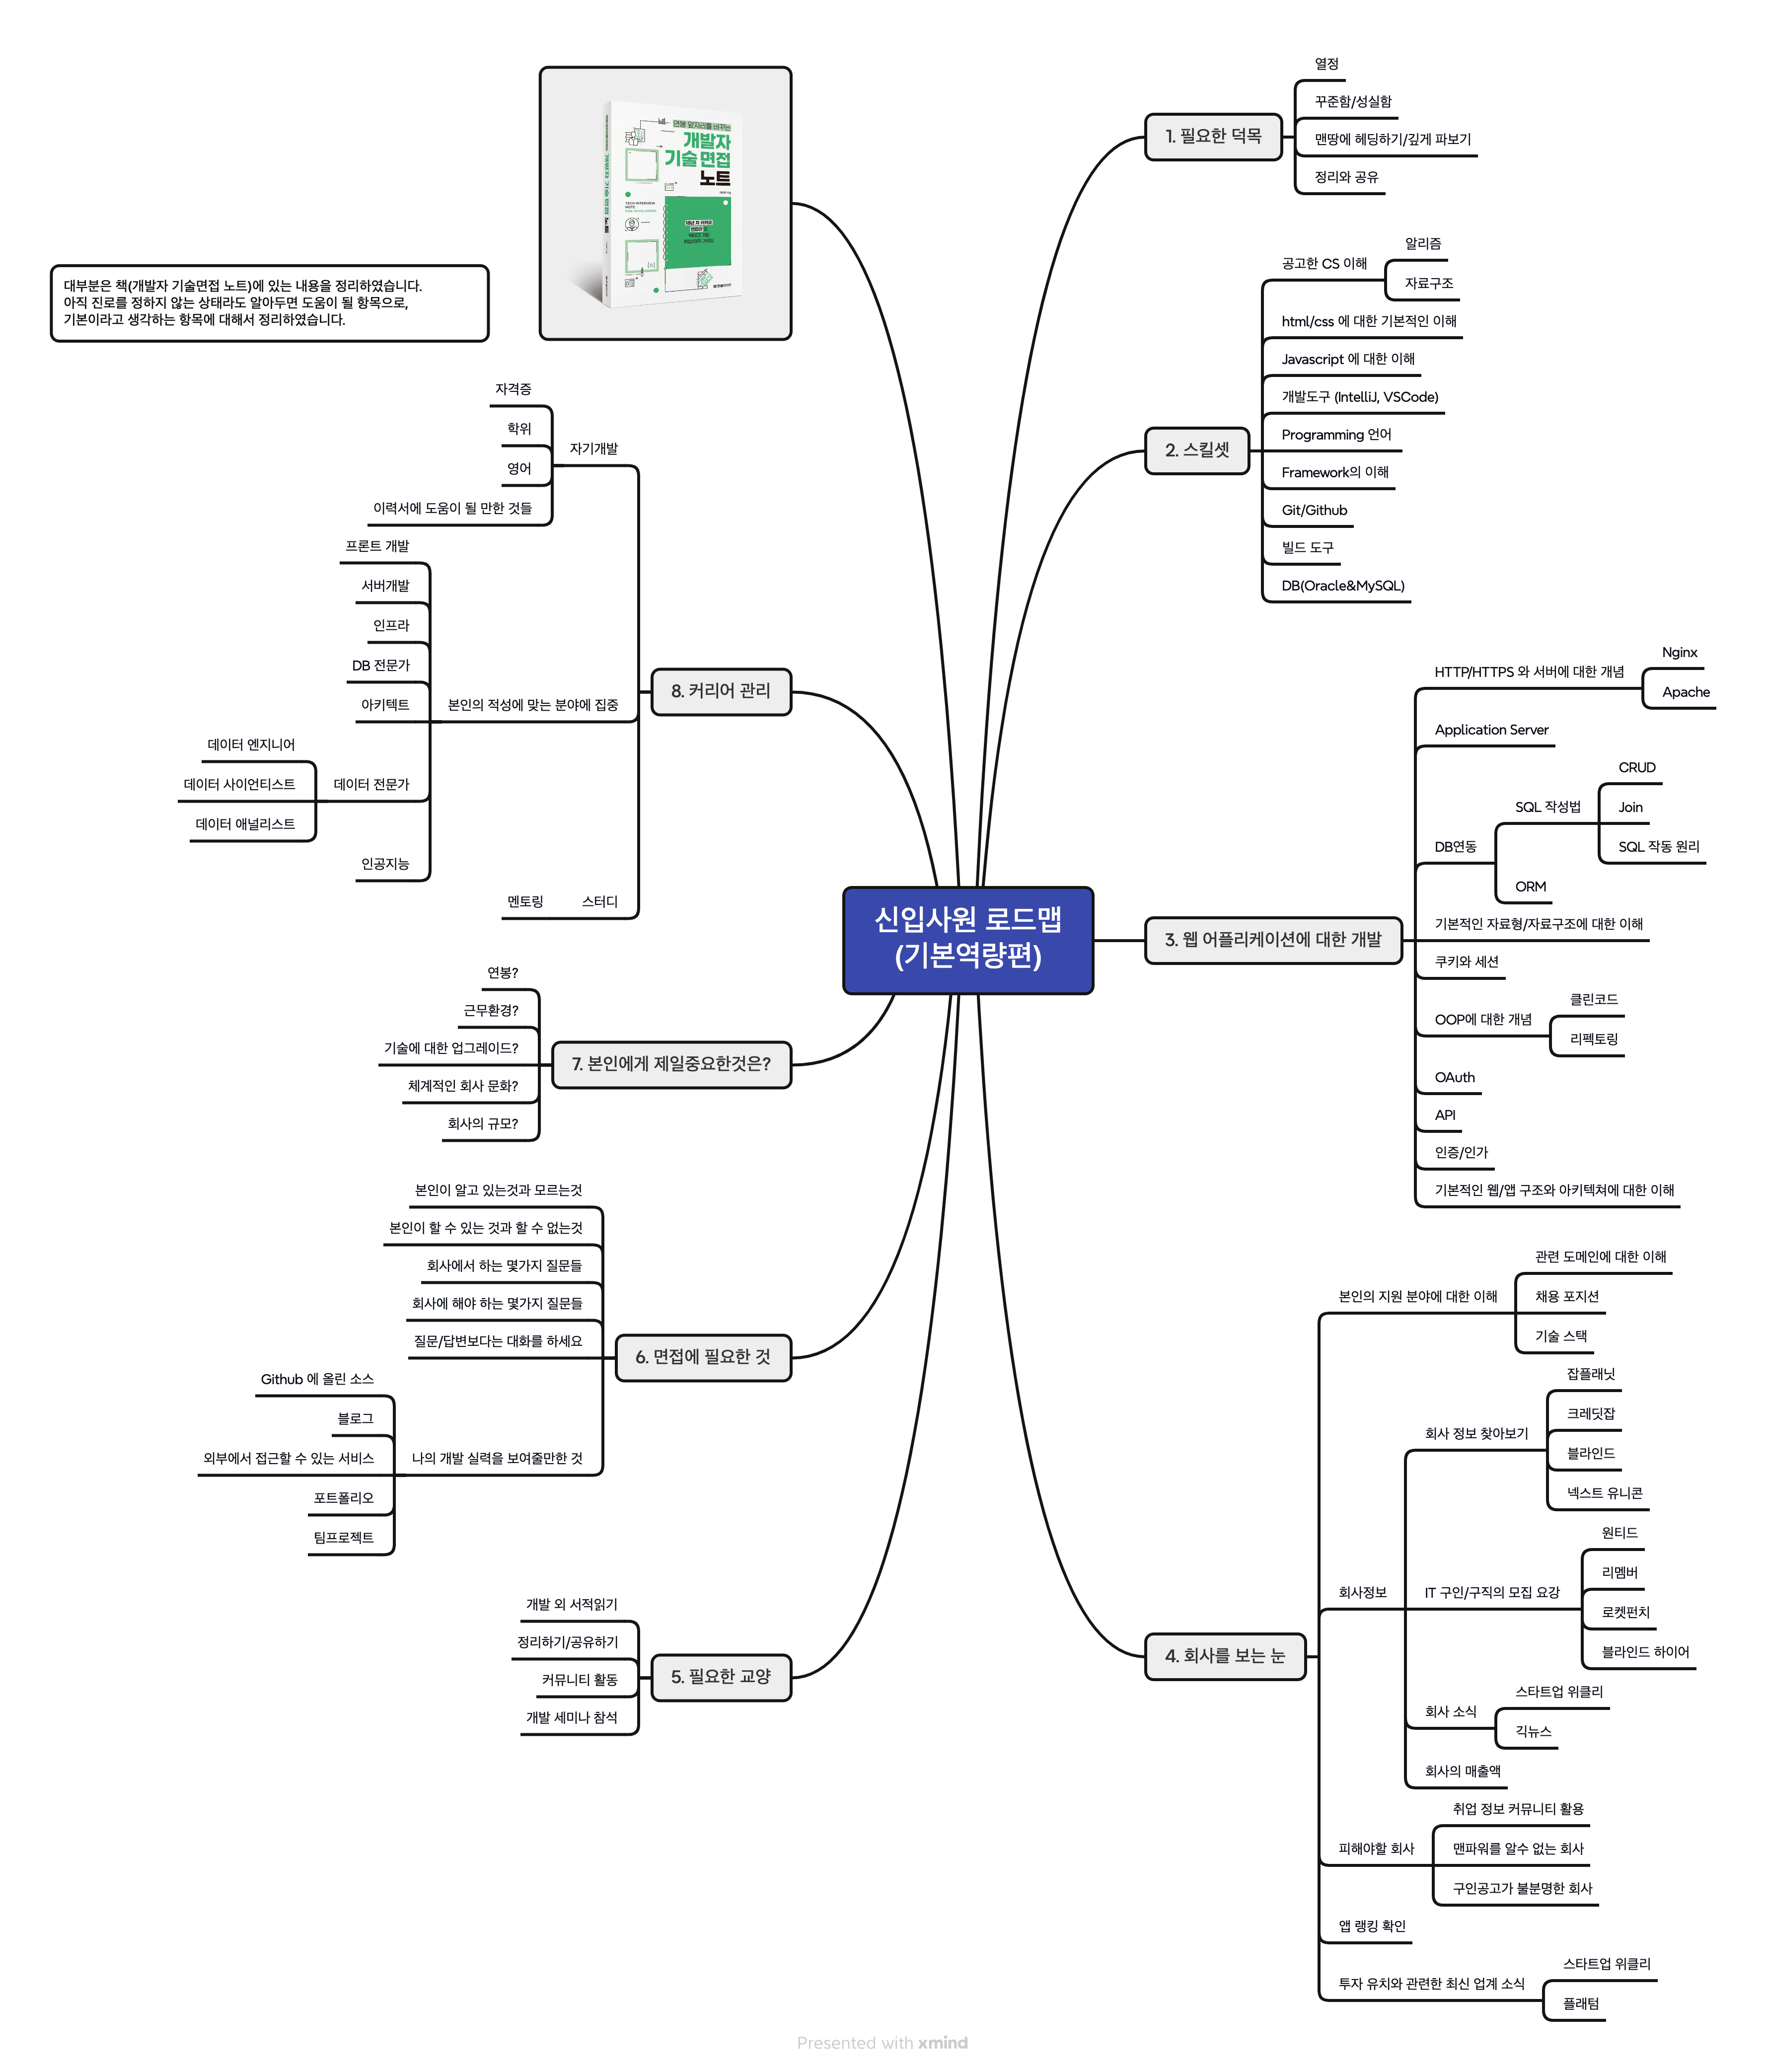 면봉 앞자리를 바꾸는
개발자
기술 면접
노트
TECH INTERVIEW
NOTE
FOR DEVELOPERS
대부분은 책(개발자 기술면접 노트)에 있는 내용을 정리하였습니다.
아직 진로를 정하지 않는 상태라도 알아두면 도움이 될 항목으로,
기본이라고 생각하는 항목에 대해서 정리하였습니다.
신입사원 로드맵
(기본역량편)
1. 필요한 덕목
열정
꾸준함/성실함
맨땅에 헤딩하기/깊게 파보기
정리와 공유
2. 스킬셋
공고한 CS 이해
알리즘
자료구조
html/css 에 대한 기본적인 이해
Javascript 에 대한 이해
개발도구 (IntelliJ, VSCode)
Programming 언어
Framework의 이해
Git/Github
빌드 도구
DB(Oracle&MySQL)
3. 웹 어플리케이션에 대한 개발
HTTP/HTTPS 와 서버에 대한 개념
Nginx
Apache
Application Server
DB연동
SQL 작성법
CRUD
Join
SQL 작동 원리
ORM
기본적인 자료형/자료구조에 대한 이해
쿠키와 세션
OOP에 대한 개념
클린코드
리펙토링
OAuth
API
인증/인가
기본적인 웹/앱 구조와 아키텍쳐에 대한 이해
4. 회사를 보는 눈
본인의 지원 분야에 대한 이해
관련 도메인에 대한 이해
채용 포지션
기술 스택
회사정보
회사 정보 찾아보기
잡플래닛
크레딧잡
블라인드
넥스트 유니콘
IT 구인/구직의 모집 요강
원티드
리멤버
로켓펀치
블라인드 하이어
회사 소식
스타트업 위클리
긱뉴스
회사의 매출액
피해야할 회사
취업 정보 커뮤니티 활용
맨파워를 알수 없는 회사
구인공고가 불분명한 회사
앱 랭킹 확인
투자 유치와 관련한 최신 업계 소식
스타트업 위클리
플래텀
5. 필요한 교양
개발 외 서적읽기
정리하기/공유하기
커뮤니티 활동
개발 세미나 참석
6. 면접에 필요한 것
본인이 알고 있는것과 모르는것
본인이 할 수 있는 것과 할 수 없는것
회사에서 하는 몇가지 질문들
회사에 해야 하는 몇가지 질문들
질문/답변보다는 대화를 하세요
나의 개발 실력을 보여줄만한 것
Github 에 올린 소스
블로그
외부에서 접근할 수 있는 서비스
포트폴리오
팀프로젝트
7. 본인에게 제일중요한것은?
연봉?
근무환경?
기술에 대한 업그레이드?
체계적인 회사 문화?
회사의 규모?
8. 커리어 관리
자기개발
자격증
학위
영어
이력서에 도움이 될 만한 것들
본인의 적성에 맞는 분야에 집중
프론트 개발
서버개발
인프라
DB 전문가
아키텍트
데이터 전문가
데이터 엔지니어
데이터 사이언티스트
데이터 애널리스트
인공지능
스터디
멘토링
Presented with xmind